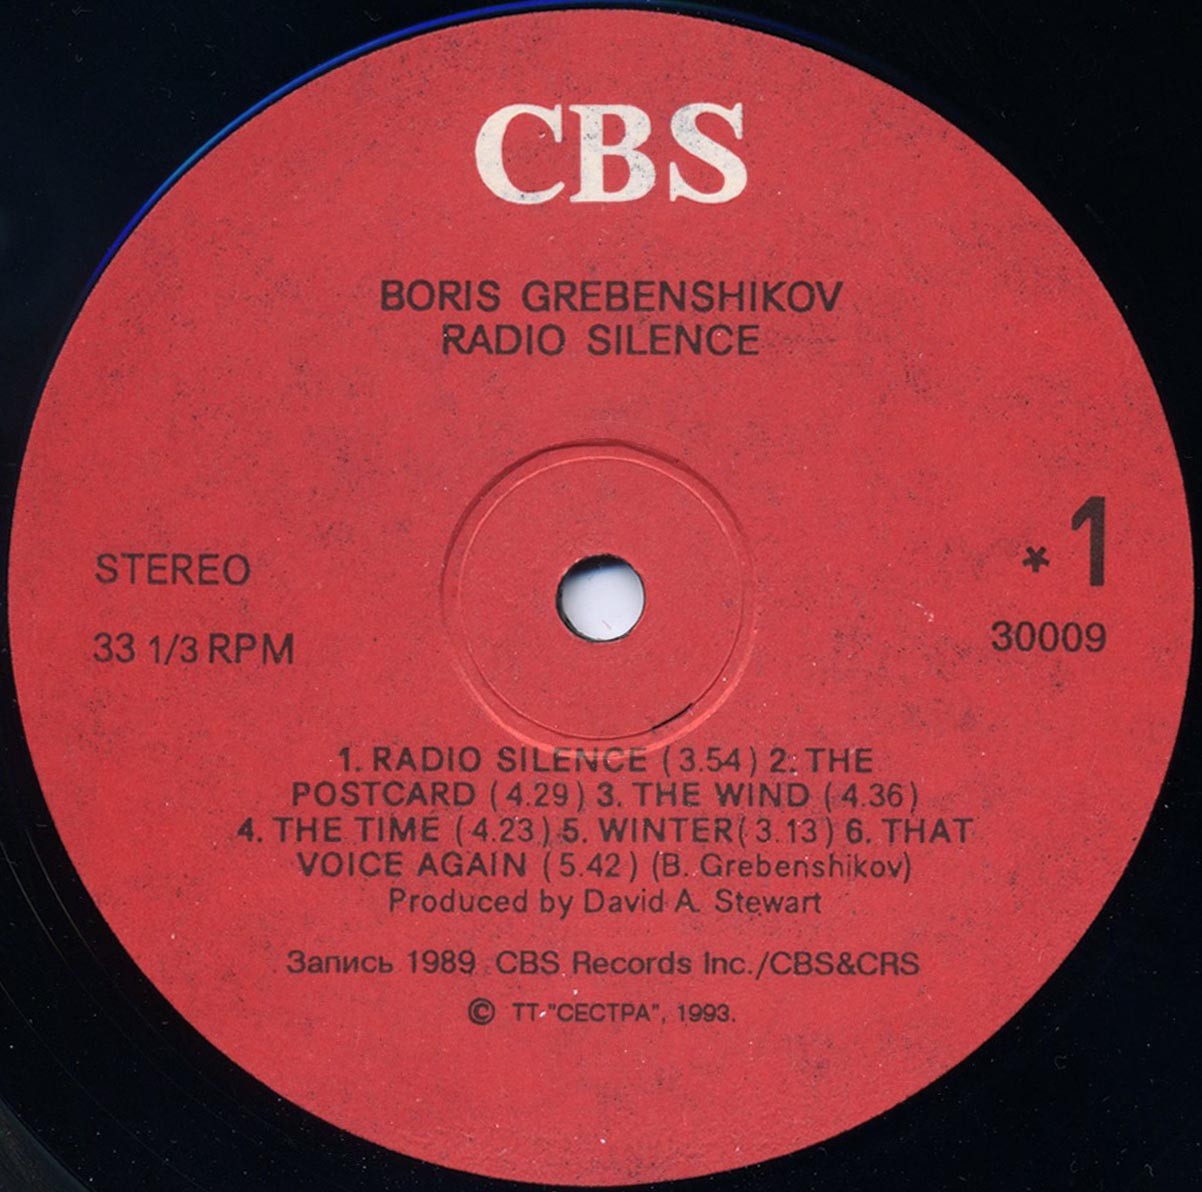 CBS
BORIS GREBENSHIKOV
RADIO SILENCE
STEREO
33 1/3 RPM
* 1
30009
1. RADIO SILENCE (3.54) 2. THE
POSTCARD (4.29) 3. THE WIND (4.36)
4. THE TIME (4.23) 5. WINTER (3.13) 6. THAT
VOICE AGAIN (5.42) (B. Grebenshikov)
Produced by David A. Stewart
Запись 1989 CBS Records Inc./CBS&CRS
© ТТ-"СЕСТРА", 1993.